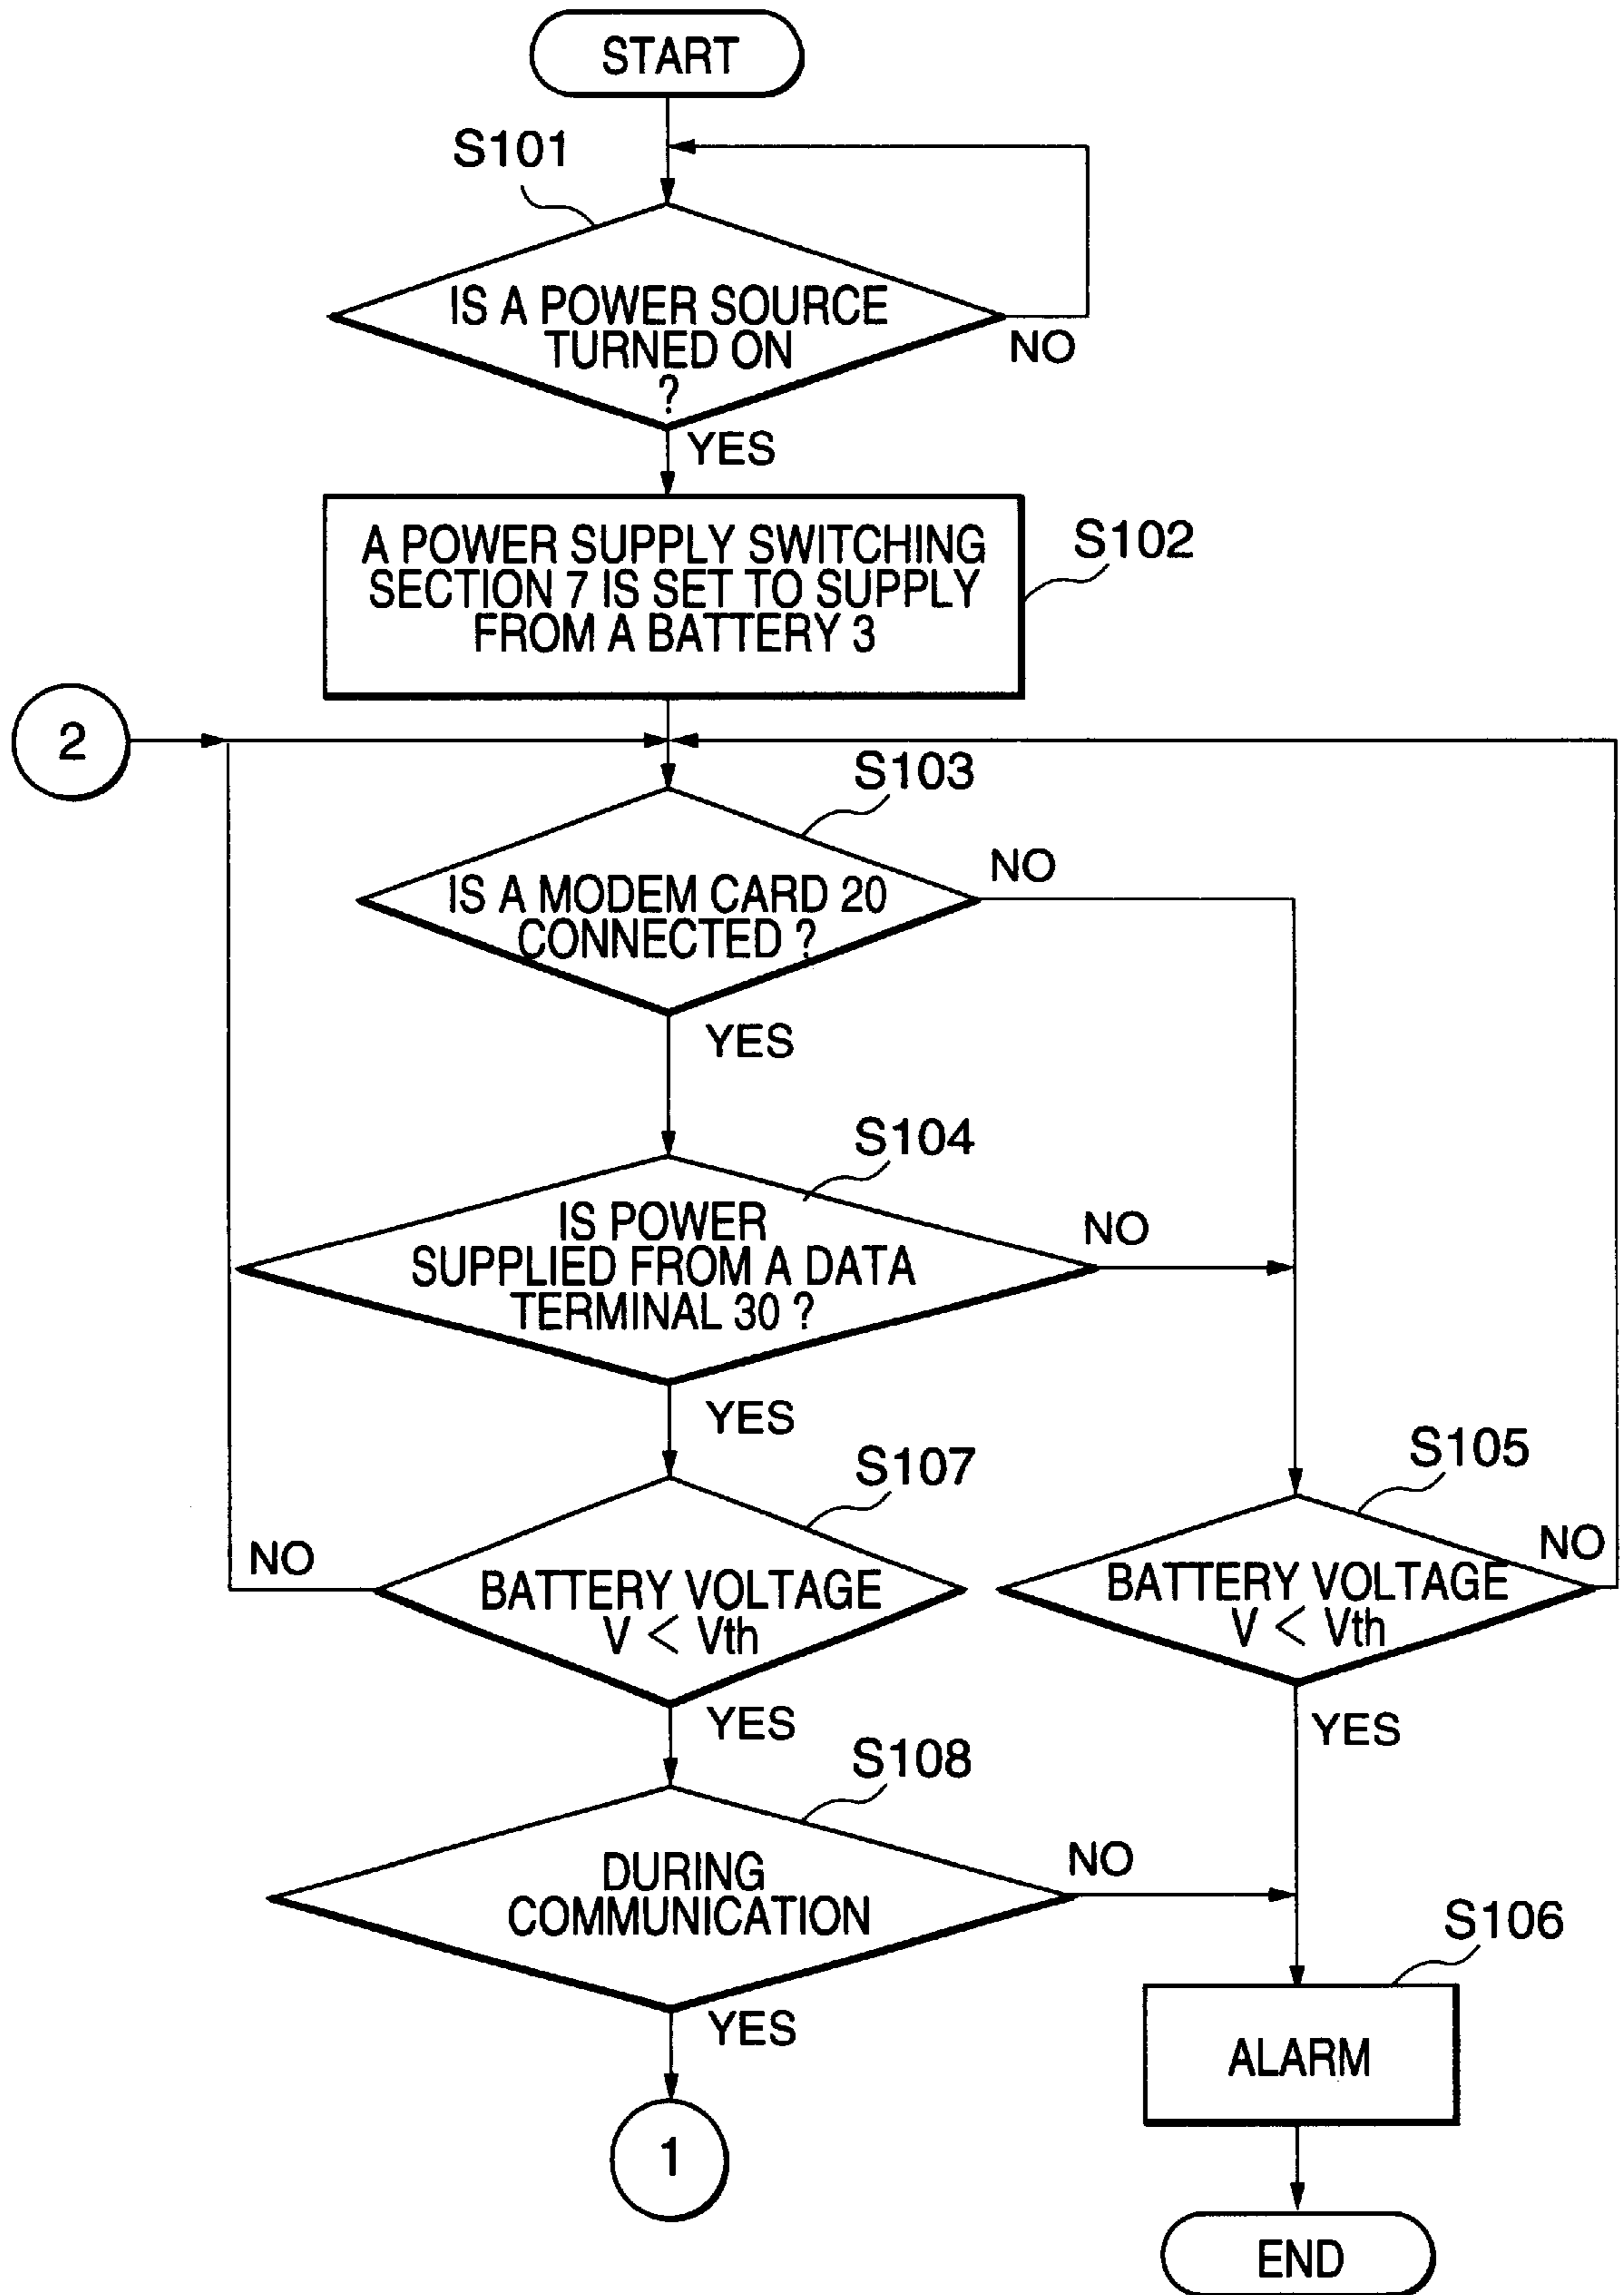 START
S101
IS A POWER SOURCE
TURNED ON
?
NO
YES
A POWER SUPPLY SWITCHING
SECTION 7 IS SET TO SUPPLY
FROM A BATTERY 3
S102
2
S103
IS A MODEM CARD 20
CONNECTED ?
NO
YES
S104
IS POWER
SUPPLIED FROM A DATA
TERMINAL 30 ?
NO
YES
S107
BATTERY VOLTAGE
V < Vth
NO
YES
S105
BATTERY VOLTAGE
V < Vth
NO
YES
S108
DURING
COMMUNICATION
NO
YES
S106
ALARM
1
END